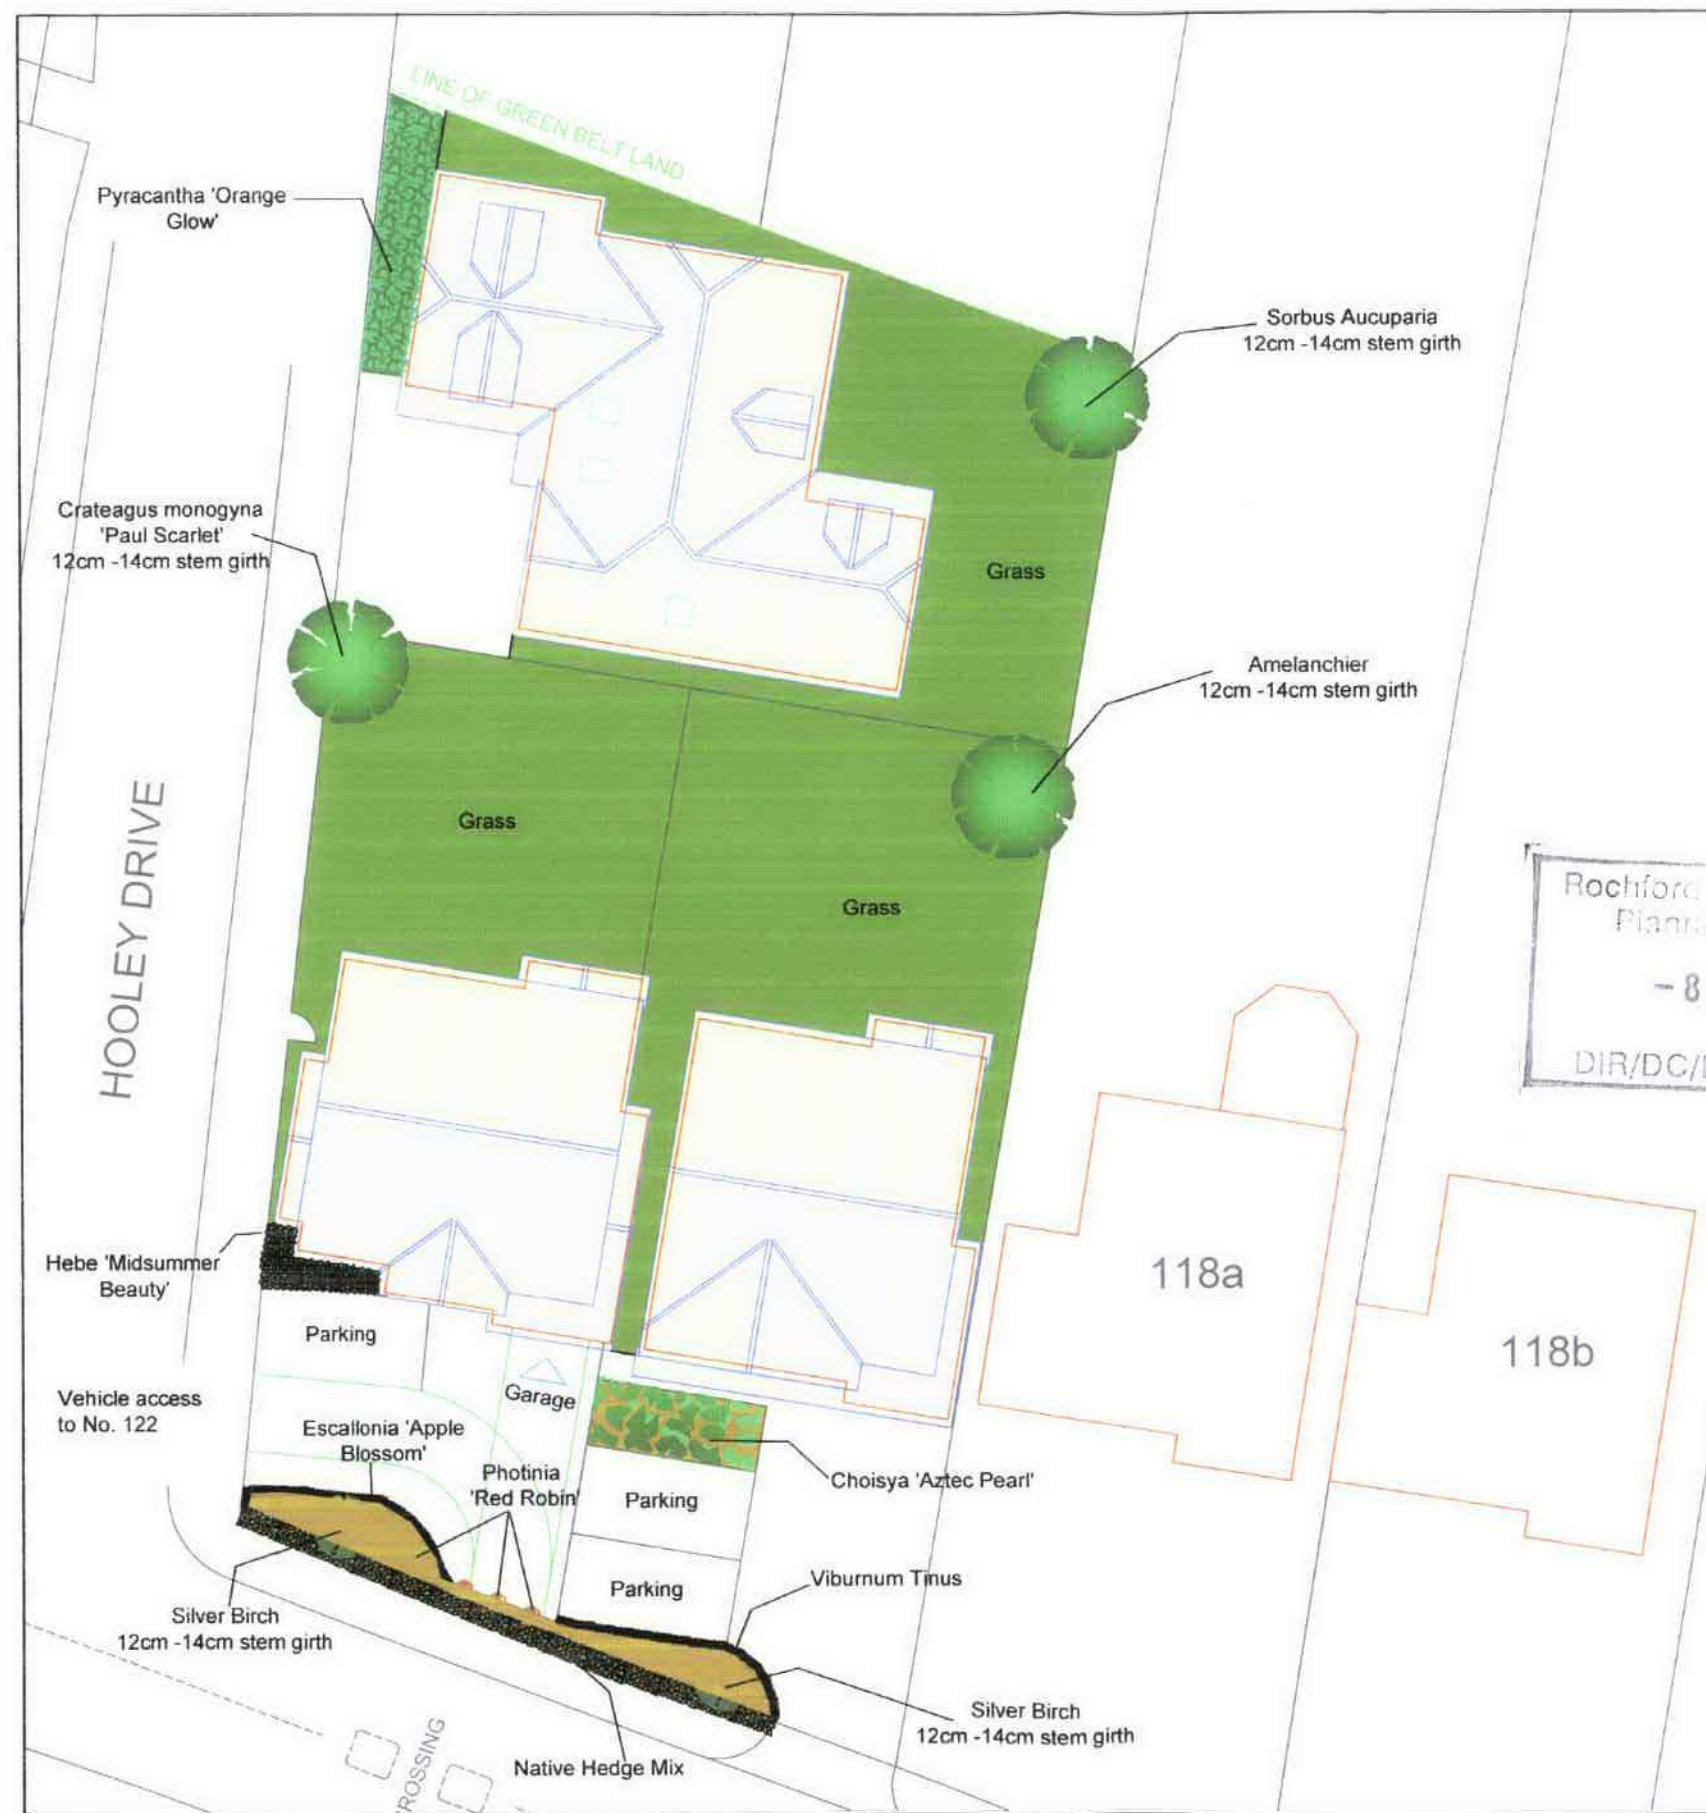 LINE OF GREEN BELT LAND
Pyracantha 'Orange
Glow'
Sorbus Aucuparia
12cm -14cm stem girth
Crateagus monogyna
'Paul Scarlet'
12cm -14cm stem girth
Grass
Amelanchier
12cm -14cm stem girth
HOOLEY DRIVE
Grass
Grass
Rochford
- 8
DIR/DC/
118a
118b
Hebe 'Midsummer
Beauty'
Parking
Vehicle access
to No. 122
Garage
Escallonia 'Apple
Blossom'
Photinia
'Red Robin'
Choisya 'Aztec Pearl'
Parking
Parking
Viburnum Tinus
Silver Birch
12cm -14cm stem girth
Silver Birch
12cm -14cm stem girth
Native Hedge Mix
ROSSING